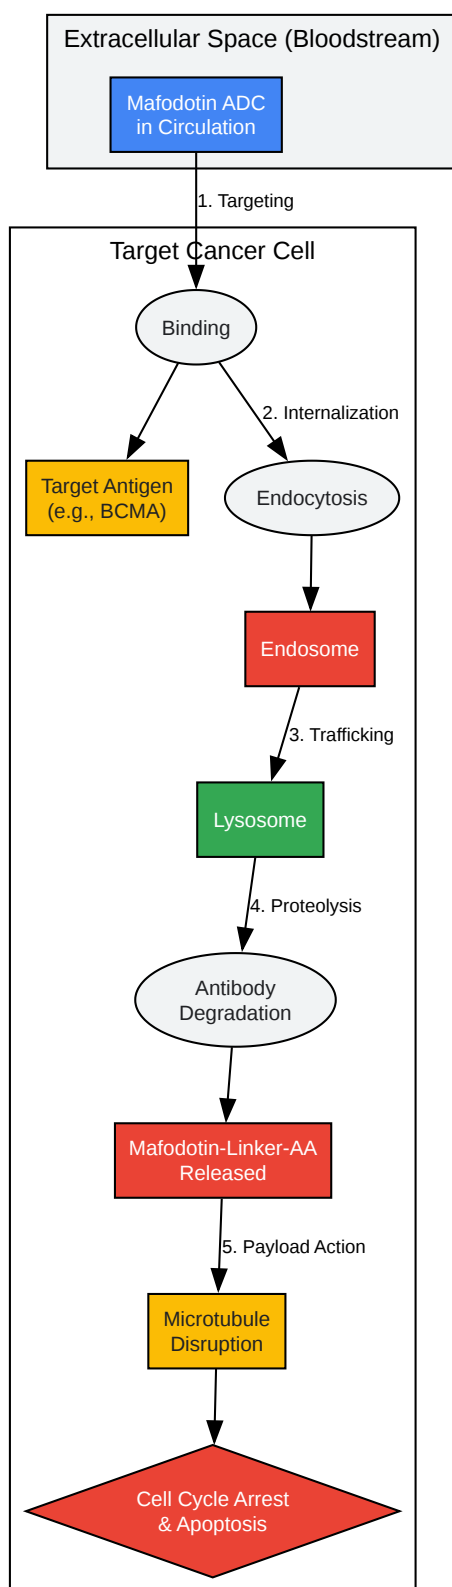 Extracellular Space (Bloodstream)
Mafodotin ADC
in Circulation
1. Targeting
Target Cancer Cell
Binding
2. Internalization
Target Antigen
(e.g., BCMA)
Endocytosis
Endosome
3. Trafficking
Lysosome
4. Proteolysis
Antibody
Degradation
Mafodotin-Linker-AA
Released
5. Payload Action
Microtubule
Disruption
Cell Cycle Arrest
& Apoptosis